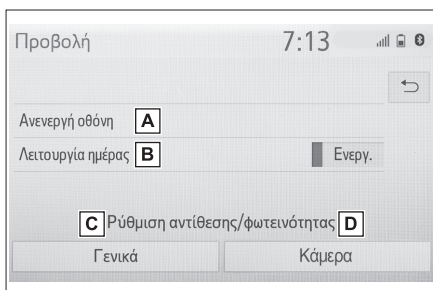 Προβολή 7:13
Ανενεργή οθόνη A
Λειτουργία ημέρας B Ενεργ.
C Ρύθμιση αντίθεσης/φωτεινότητας D
Γενικά Κάμερα